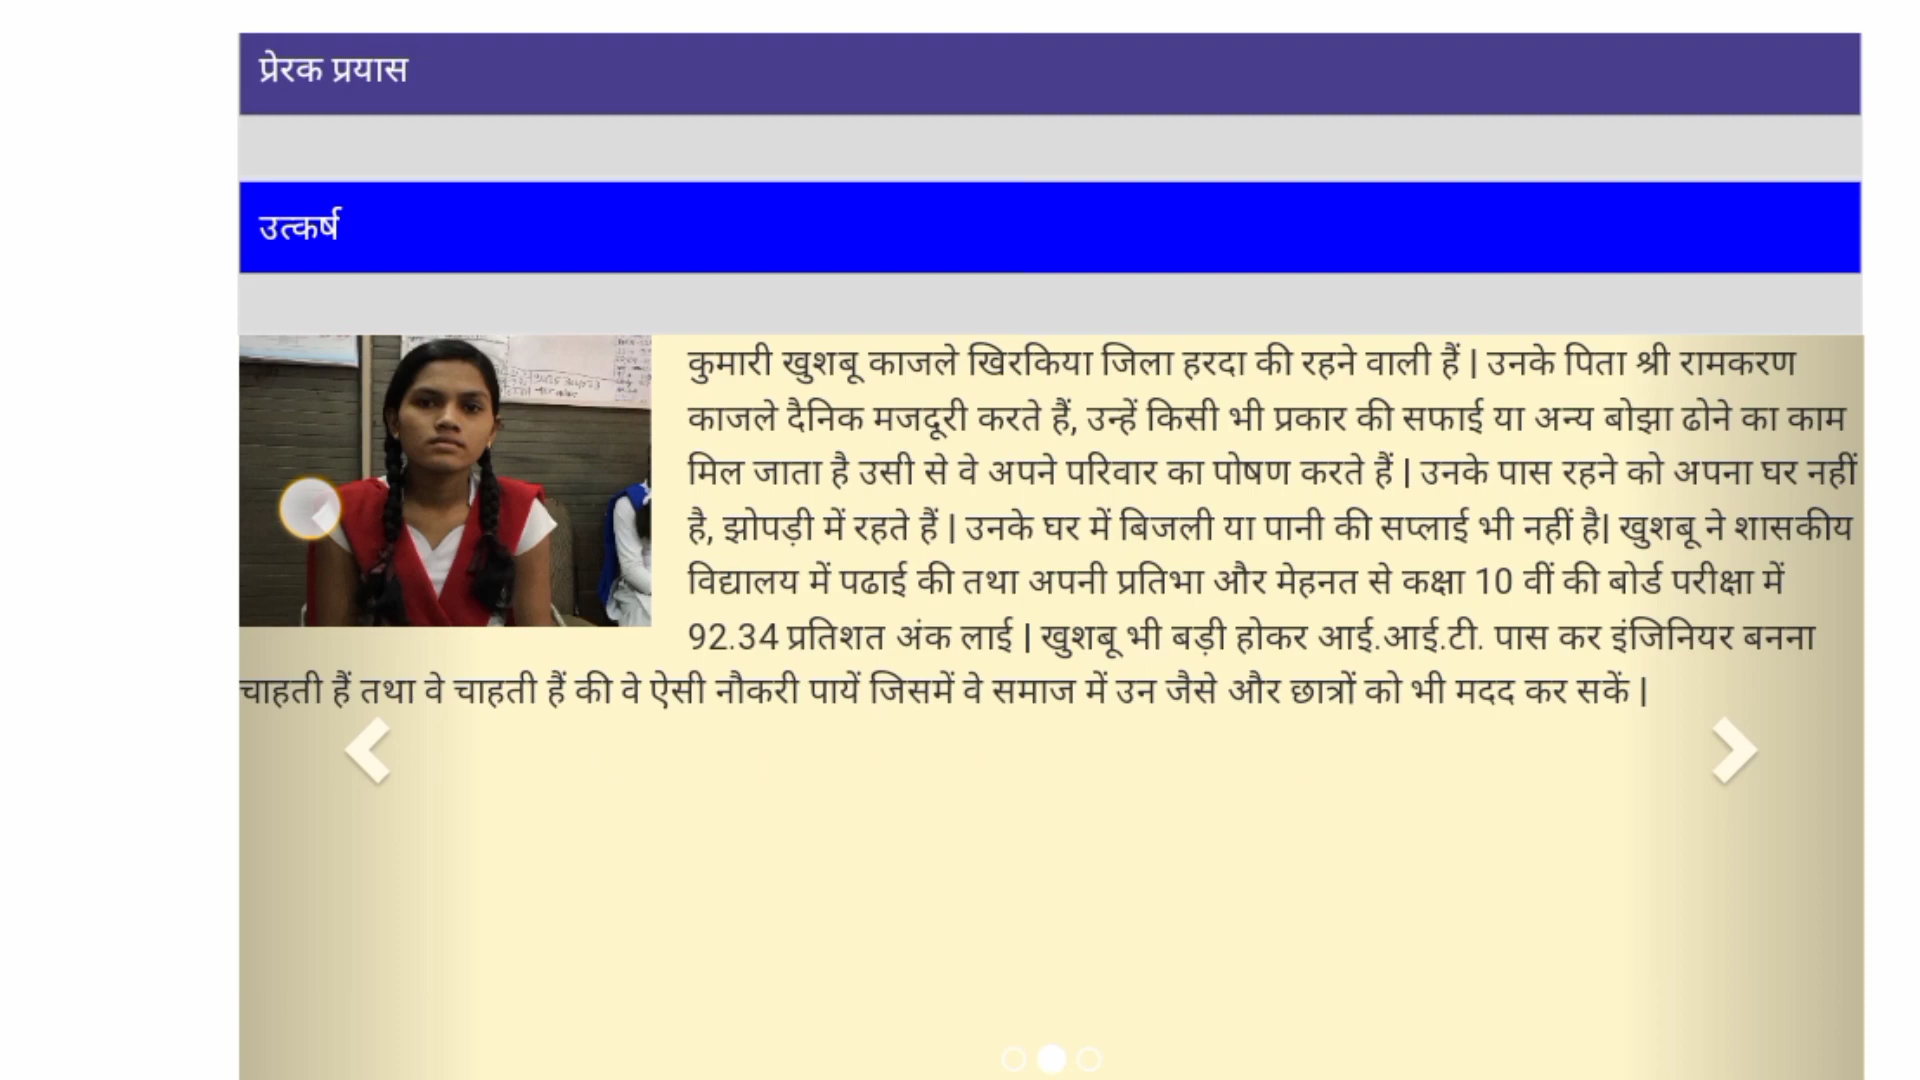 प्रेरक प्रयास
उत्कर्ष
कुमारी खुशबू काजले खिरकिया जिला हरदा की रहने वाली हैं | उनके पिता श्री रामकरण
काजले दैनिक मजदूरी करते हैं, उन्हें किसी भी प्रकार की सफाई या अन्य बोझा ढोने का काम
मिल जाता है उसी से वे अपने परिवार का पोषण करते हैं | उनके पास रहने को अपना घर नहीं
है, झोपड़ी में रहते हैं | उनके घर में बिजली या पानी की सप्लाई भी नहीं है| खुशबू ने शासकीय
विद्यालय में पढाई की तथा अपनी प्रतिभा और मेहनत से कक्षा 10 वीं की बोर्ड परीक्षा में
92.34 प्रतिशत अंक लाई | खुशबू भी बड़ी होकर आई.आई.टी. पास कर इंजिनियर बनना
चाहती हैं तथा वे चाहती हैं की वे ऐसी नौकरी पायें जिसमें वे समाज में उन जैसे और छात्रों को भी मदद कर सकें |